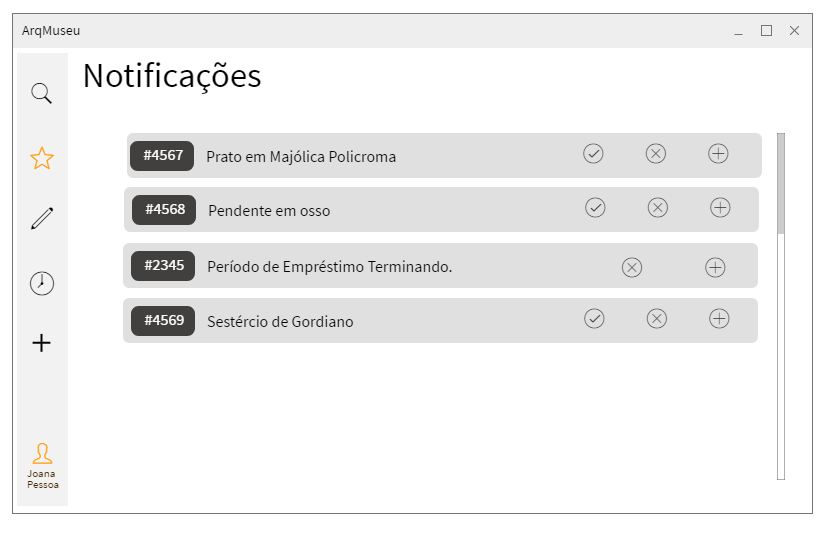 ArqMuseu
Notificações
#4567 Prato em Majólica Policroma
#4568 Pendente em osso
#2345 Período de Empréstimo Terminando.
#4569 Sestércio de Gordiano
Joana
Pessoa